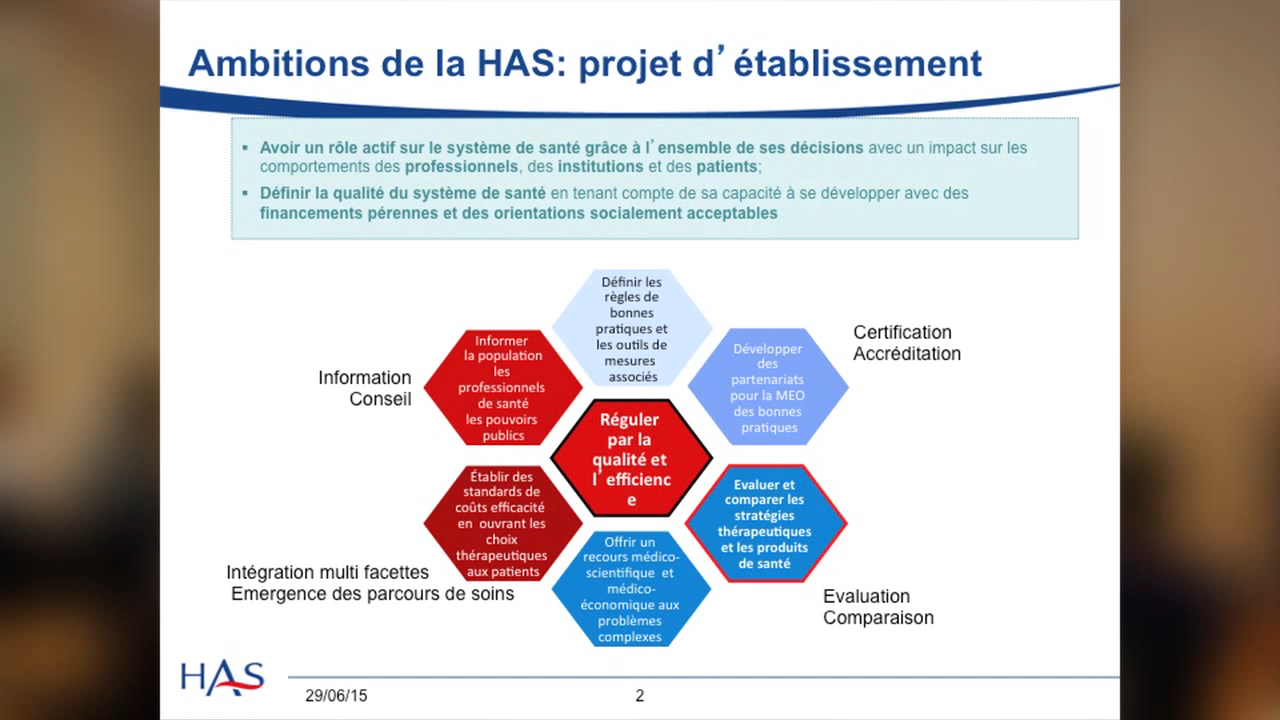 Ambitions de la HAS: projet d’établissement
▪ Avoir un rôle actif sur le système de santé grâce à l’ensemble de ses décisions avec un impact sur les
comportements des professionnels, des institutions et des patients;
▪ Définir la qualité du système de santé en tenant compte de sa capacité à se développer avec des
financements pérennes et des orientations socialement acceptables
Définir les
règles de
bonnes
pratiques et
les outils de
mesures
associés
Informer
la population
les
professionnels
de santé
les pouvoirs
publics
Développer
des
partenariats
pour la MEO
des bonnes
pratiques
Certification
Accréditation
Information
Conseil
Réguler
par la
qualité et
l’efficienc
e
Établir des
standards de
coûts efficacité
en ouvrant les
choix
thérapeutiques
aux patients
Evaluer et
comparer les
stratégies
thérapeutiques
et les produits
de santé
Offrir un
recours médico-
scientifique et
médico-
économique aux
problèmes
complexes
Intégration multi facettes
Emergence des parcours de soins
Evaluation
Comparaison
HAS
29/06/15
2